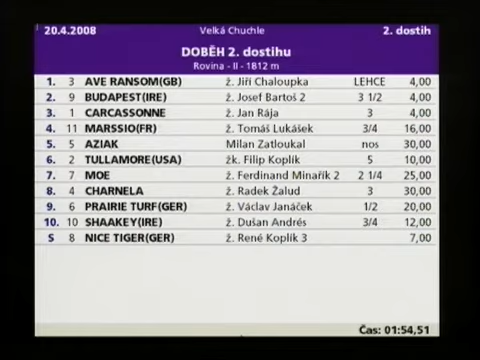 20.4.2008 Velká Chuchle 2. dostih
DOBĚH 2. dostihu
Rovina - II - 1812 m
1. 3 AVE RANSOM(GB) ž. Jiří Chaloupka LEHCE 4,00
2. 9 BUDAPEST(IRE) ž. Josef Bartoš 2 3 1/2 4,00
3. 1 CARCASSONNE ž. Jan Rája 3 4,00
4. 11 MARSSIO(FR) ž. Tomáš Lukášek 3/4 16,00
5. 5 AZIAK Milan Zatloukal nos 30,00
6. 2 TULLAMORE(USA) žk. Filip Koplík 5 10,00
7. 7 MOE ž. Ferdinand Minařík 2 2 1/4 25,00
8. 4 CHARNELA ž. Radek Žalud 3 30,00
9. 6 PRAIRIE TURF(GER) ž. Václav Janáček 1/2 20,00
10. 10 SHAAKEY(IRE) ž. Dušan Andrés 3/4 12,00
S 8 NICE TIGER(GER) ž. René Koplík 3 7,00
Čas: 01:54,51